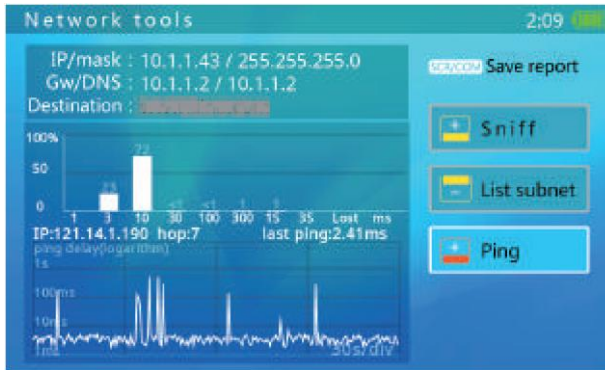 Network tools
2:09
IP/mask : 10.1.1.43 / 255.255.255.0
Gw/DNS : 10.1.1.2 / 10.1.1.2
Destination :
SCR/COM Save report
Sniff
List subnet
Ping
100%
50
0
72
1 3 10 30 100 300 1S 3S Lost ms
IP:121.14.1.190 hop:7 last ping:2.41ms
ping delay(logarithm)
1s
100ms
10ms
1ms
30s/div